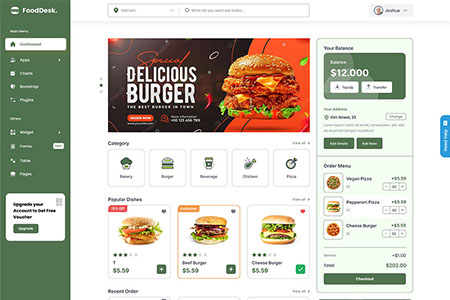 FoodDesk.
Vietnam
What do you want eat today...
Joshua
Main Menu
Dashboard
Apps
Charts
Bootstrap
Plugins
Others
Widget
Forms
Table
Pages
Upgrade your
Account to Get Free
Voucher
Upgrade
SPECIAL
DELICIOUS
BURGER
THE BEST BURGER IN TOWN
ORDER NOW
More Information
+00 123 456 789
Category
View all
Bakery
Burger
Beverage
Chicken
Pizza
Popular Dishes
View all
15% Off
Exclusive
T
$5.59
Beef Burger
$5.59
Cheese Burger
$5.59
Recent Order
View all
Your Balance
Balance
$12.000
Top Up
Transfer
Your Address
Elm Street, 23
Change
Lorem ipsum dolor sit amet, consectetur
Add Details
Add Note
Order Menu
Vegan Pizza
+$5.59
Pepperoni Pizza
+$5.59
Cheese Burger
+$5.59
Service
+$1.00
Total
$202.00
Checkout
Need Help